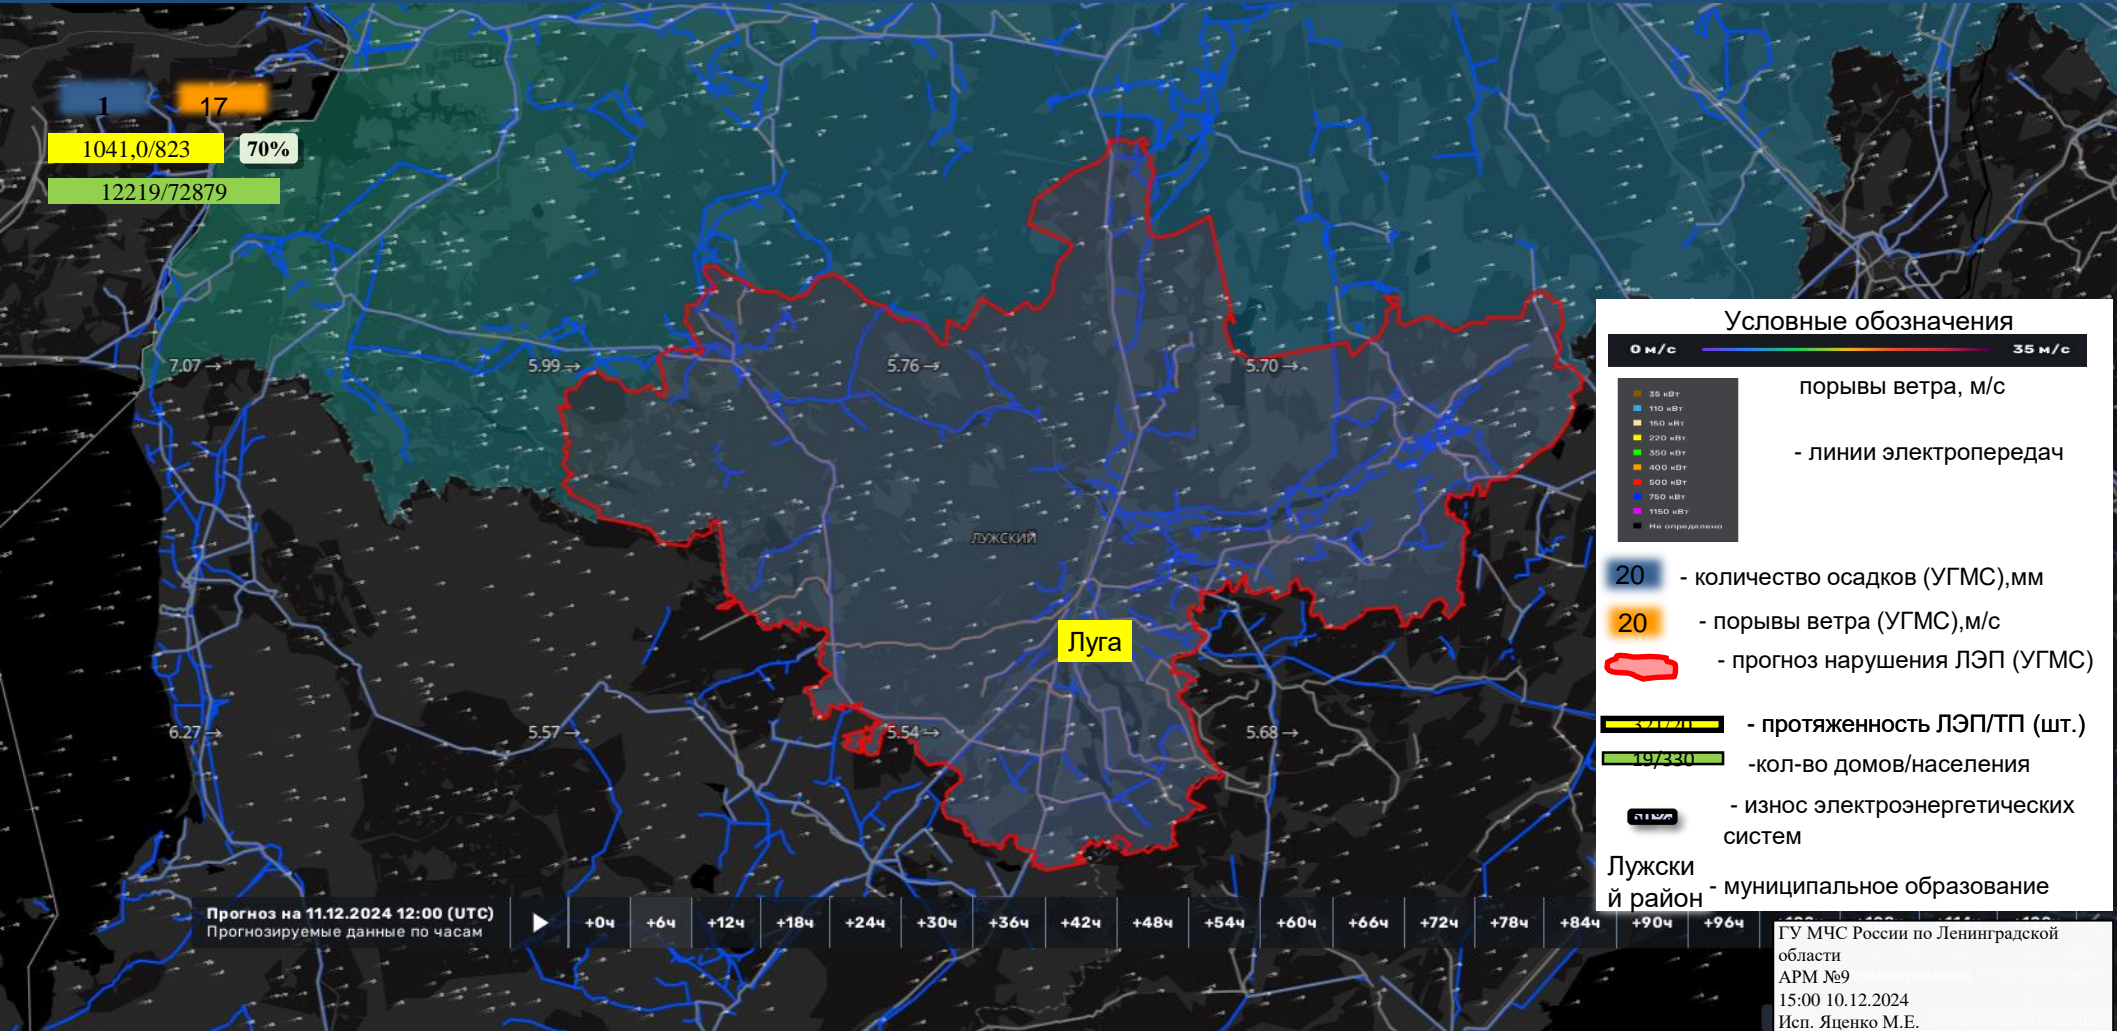 1 17
1041,0/823 70%
12219/72879
7.07 → 5.99 → 5.76 → 5.70 →
ЛУЖСКИЙ
Луга
6.27 → 5.57 → 5.54 → 5.68 →
Условные обозначения
0 м/с 35 м/с
порывы ветра, м/с
35 кВт
110 кВт
150 кВт
220 кВт
350 кВт
400 кВт
500 кВт
750 кВт
1150 кВт
Не определено
- линии электропередач
20 - количество осадков (УГМС),мм
20 - порывы ветра (УГМС),м/с
- прогноз нарушения ЛЭП (УГМС)
321/20 - протяженность ЛЭП/ТП (шт.)
19/330 -кол-во домов/населения
- износ электроэнергетических
систем
Лужски
й район - муниципальное образование
Прогноз на 11.12.2024 12:00 (UTC)
Прогнозируемые данные по часам
+0ч +6ч +12ч +18ч +24ч +30ч +36ч +42ч +48ч +54ч +60ч +66ч +72ч +78ч +84ч +90ч +96ч
ГУ МЧС России по Ленинградской
области
АРМ №9
15:00 10.12.2024
Исп. Яценко М.Е.